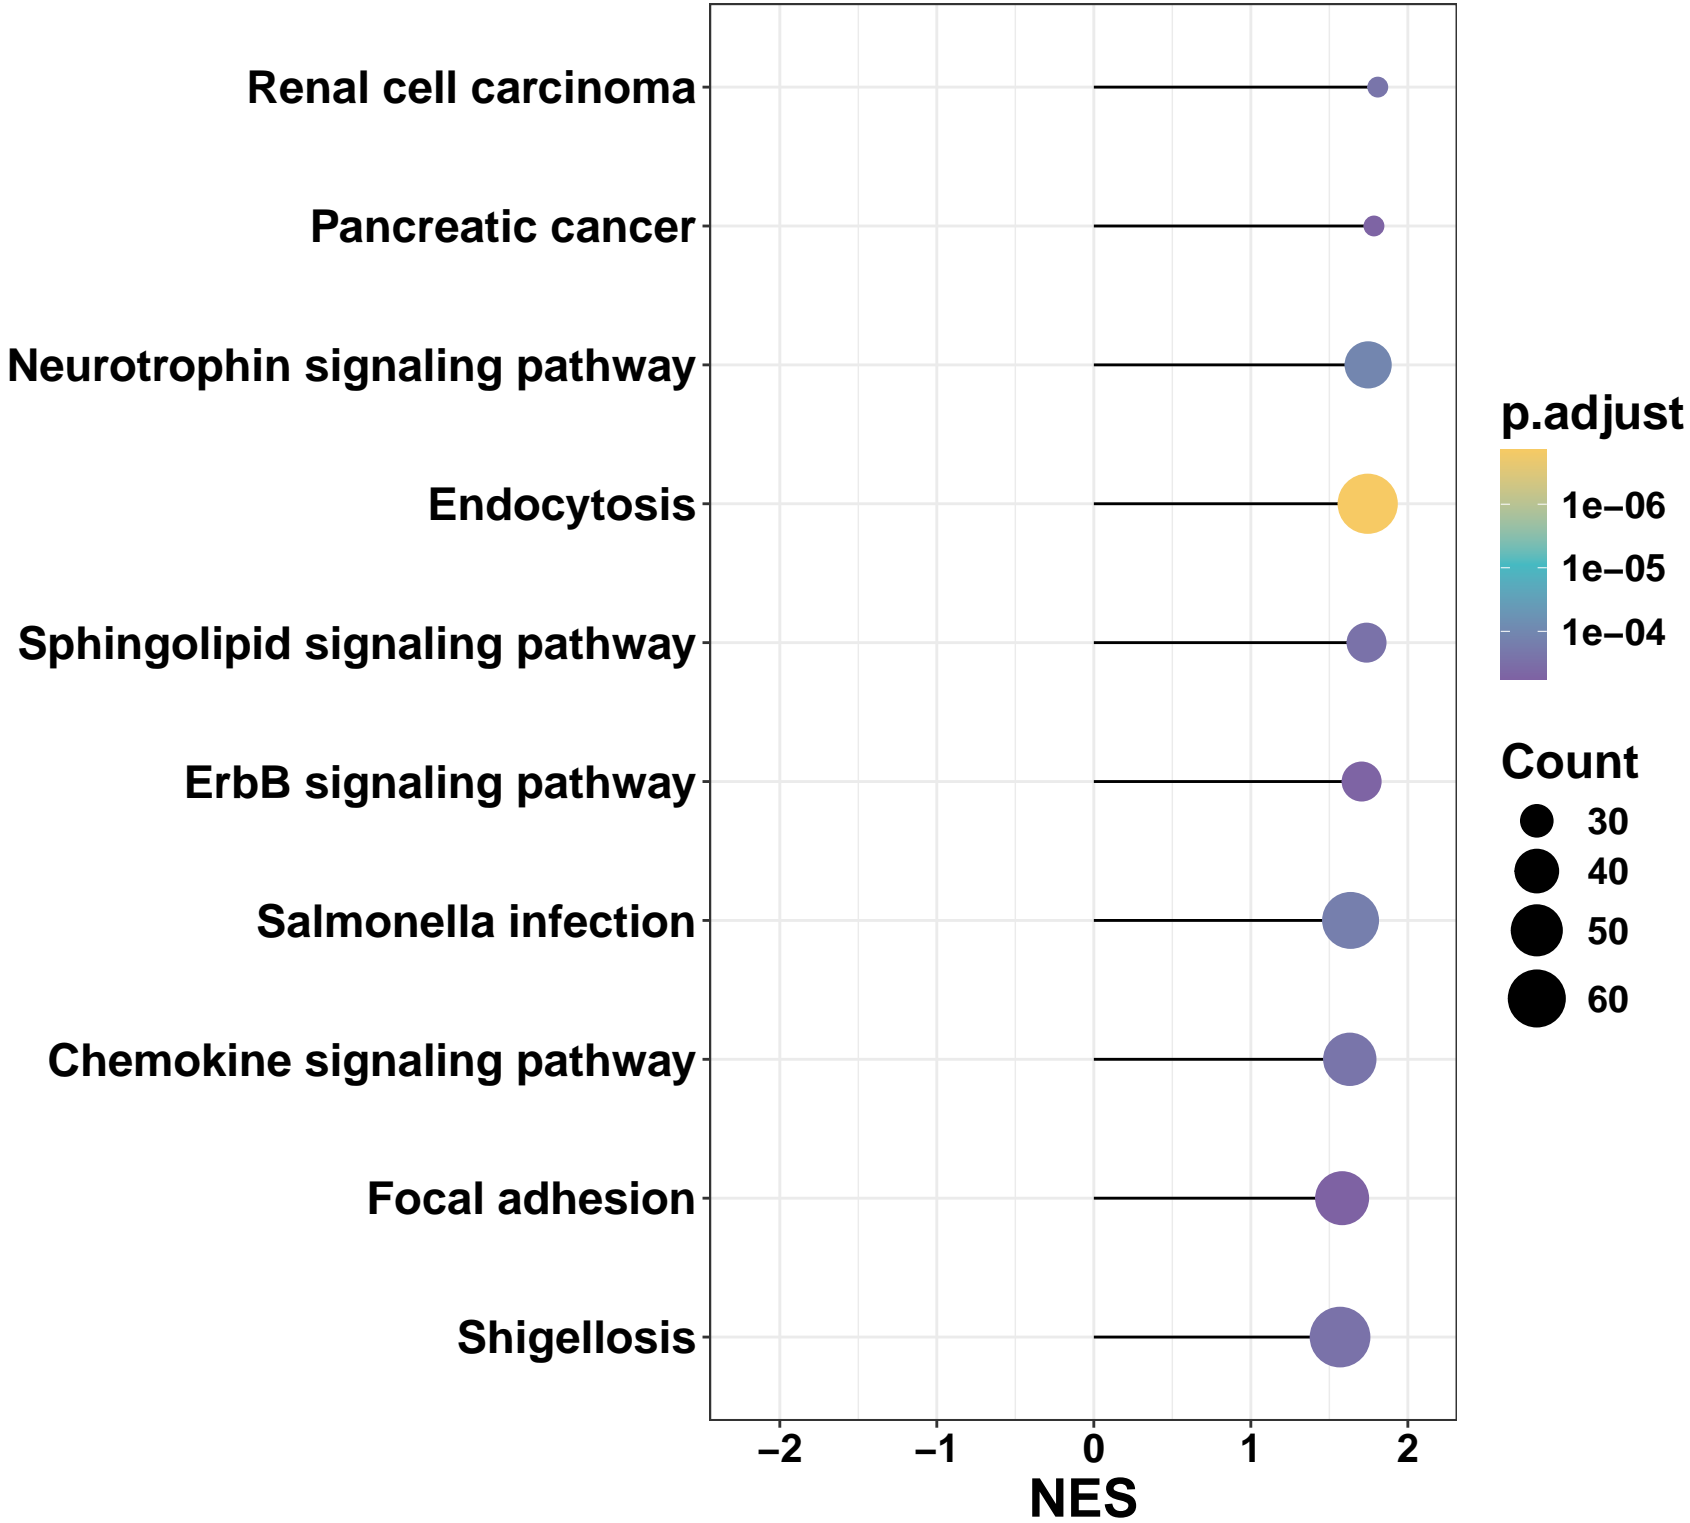 Renal cell carcinoma
Pancreatic cancer
Neurotrophin signaling pathway
Endocytosis
Sphingolipid signaling pathway
ErbB signaling pathway
Salmonella infection
Chemokine signaling pathway
Focal adhesion
Shigellosis
−2 −1 0 1 2
NES
p.adjust
1e−06
1e−05
1e−04
Count
30
40
50
60